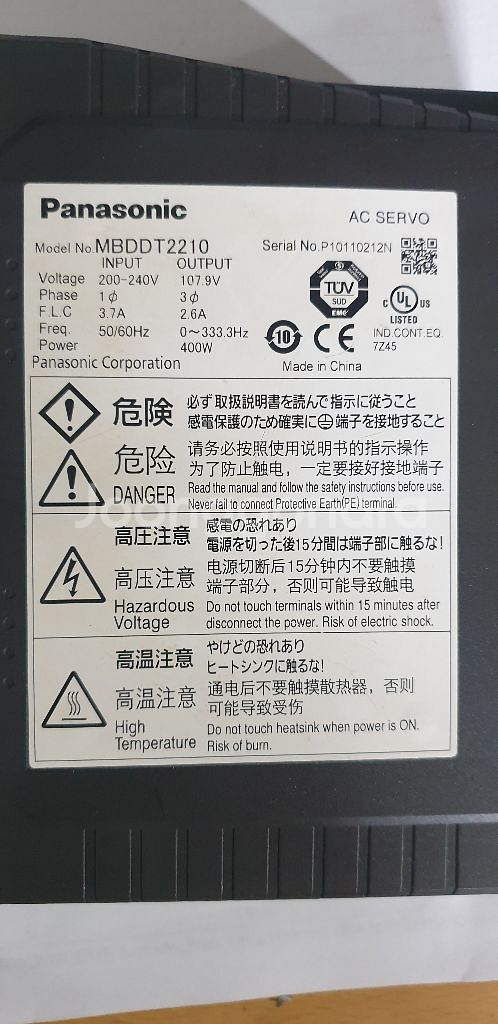 Panasonic
AC SERVO
Model No. MBDDT2210
Serial No. P10110212N
INPUT OUTPUT
Voltage 200-240V 107.9V
Phase 1ϕ 3ϕ
F.L.C 3.7A 2.6A
Freq. 50/60Hz 0～333.3Hz
Power 400W
Panasonic Corporation
TÜV
SUD
EMC
C UL US
LISTED
IND.CONT.EQ.
7Z45
10
CE
Made in China
危険 必ず取扱説明書を読んで指示に従うこと
感電保護のため確実に⏚端子を接地すること
危险 请务必按照使用说明书的指示操作
为了防止触电，一定要接好接地端子
DANGER Read the manual and follow the safety instructions before use.
Never fail to connect Protective Earth(PE) terminal.
高圧注意 感電の恐れあり
電源を切った後15分間は端子部に触るな!
高压注意 电源切断后15分钟内不要触摸
端子部分，否则可能导致触电
Hazardous Do not touch terminals within 15 minutes after
Voltage disconnect the power. Risk of electric shock.
高温注意 やけどの恐れあり
ヒートシンクに触るな!
高温注意 通电后不要触摸散热器，否则
可能导致受伤
High Do not touch heatsink when power is ON.
Temperature Risk of burn.